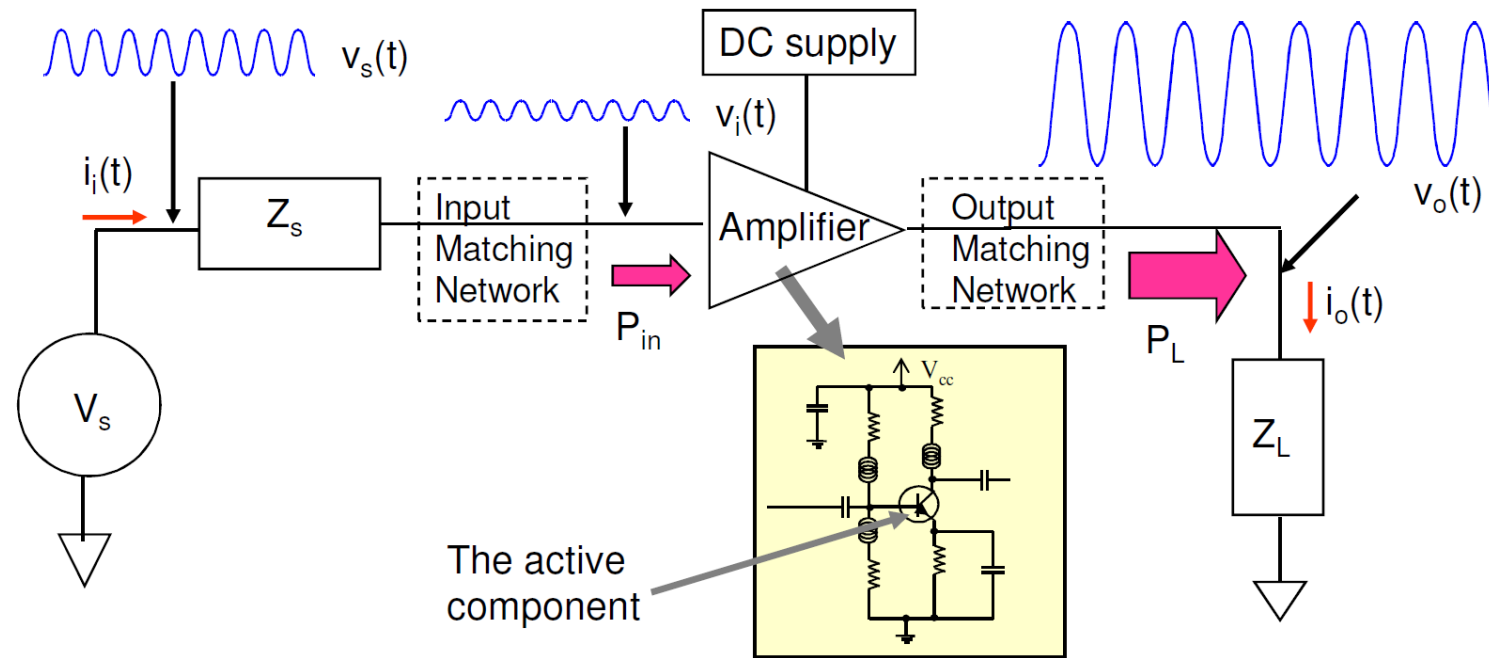 DC supply
v_s(t)
v_i(t)
i_i(t)
Z_s
Input
Matching
Network
Amplifier
Output
Matching
Network
v_o(t)
P_in
P_L
i_o(t)
V_s
V_cc
Z_L
The active
component